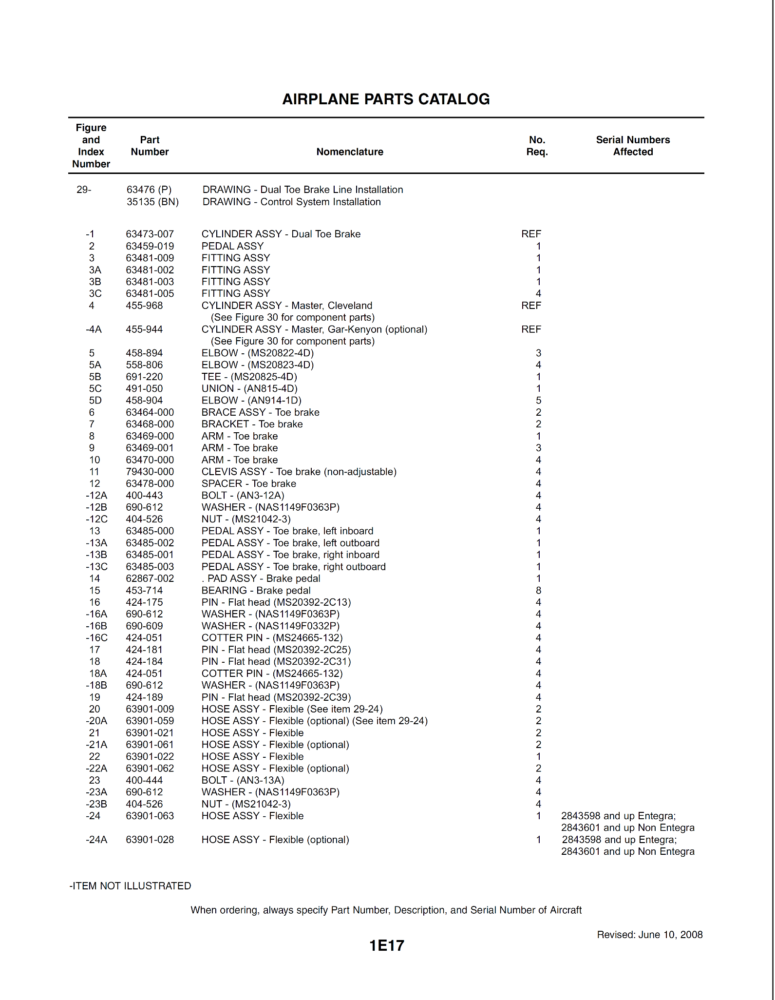 AIRPLANE PARTS CATALOG
Figure
and Part No. Serial Numbers
Index Number Nomenclature Req. Affected
Number
29- 63476 (P) DRAWING - Dual Toe Brake Line Installation
35135 (BN) DRAWING - Control System Installation
-1 63473-007 CYLINDER ASSY - Dual Toe Brake REF
2 63459-019 PEDAL ASSY 1
3 63481-009 FITTING ASSY 1
3A 63481-002 FITTING ASSY 1
3B 63481-003 FITTING ASSY 1
3C 63481-005 FITTING ASSY 4
4 455-968 CYLINDER ASSY - Master, Cleveland REF
(See Figure 30 for component parts)
-4A 455-944 CYLINDER ASSY - Master, Gar-Kenyon (optional) REF
(See Figure 30 for component parts)
5 458-894 ELBOW - (MS20822-4D) 3
5A 558-806 ELBOW - (MS20823-4D) 4
5B 691-220 TEE - (MS20825-4D) 1
5C 491-050 UNION - (AN815-4D) 1
5D 458-904 ELBOW - (AN914-1D) 5
6 63464-000 BRACE ASSY - Toe brake 2
7 63468-000 BRACKET - Toe brake 2
8 63469-000 ARM - Toe brake 1
9 63469-001 ARM - Toe brake 3
10 63470-000 ARM - Toe brake 4
11 79430-000 CLEVIS ASSY - Toe brake (non-adjustable) 4
12 63478-000 SPACER - Toe brake 4
-12A 400-443 BOLT - (AN3-12A) 4
-12B 690-612 WASHER - (NAS1149F0363P) 4
-12C 404-526 NUT - (MS21042-3) 4
13 63485-000 PEDAL ASSY - Toe brake, left inboard 1
-13A 63485-002 PEDAL ASSY - Toe brake, left outboard 1
-13B 63485-001 PEDAL ASSY - Toe brake, right inboard 1
-13C 63485-003 PEDAL ASSY - Toe brake, right outboard 1
14 62867-002 . PAD ASSY - Brake pedal 1
15 453-714 BEARING - Brake pedal 8
16 424-175 PIN - Flat head (MS20392-2C13) 4
-16A 690-612 WASHER - (NAS1149F0363P) 4
-16B 690-609 WASHER - (NAS1149F0332P) 4
-16C 424-051 COTTER PIN - (MS24665-132) 4
17 424-181 PIN - Flat head (MS20392-2C25) 4
18 424-184 PIN - Flat head (MS20392-2C31) 4
18A 424-051 COTTER PIN - (MS24665-132) 4
-18B 690-612 WASHER - (NAS1149F0363P) 4
19 424-189 PIN - Flat head (MS20392-2C39) 4
20 63901-009 HOSE ASSY - Flexible (See item 29-24) 2
-20A 63901-059 HOSE ASSY - Flexible (optional) (See item 29-24) 2
21 63901-021 HOSE ASSY - Flexible 2
-21A 63901-061 HOSE ASSY - Flexible (optional) 2
22 63901-022 HOSE ASSY - Flexible 1
-22A 63901-062 HOSE ASSY - Flexible (optional) 2
23 400-444 BOLT - (AN3-13A) 4
-23A 690-612 WASHER - (NAS1149F0363P) 4
-23B 404-526 NUT - (MS21042-3) 4
-24 63901-063 HOSE ASSY - Flexible 1 2843598 and up Entegra;
2843601 and up Non Entegra
-24A 63901-028 HOSE ASSY - Flexible (optional) 1 2843598 and up Entegra;
2843601 and up Non Entegra
-ITEM NOT ILLUSTRATED
When ordering, always specify Part Number, Description, and Serial Number of Aircraft
Revised: June 10, 2008
1E17